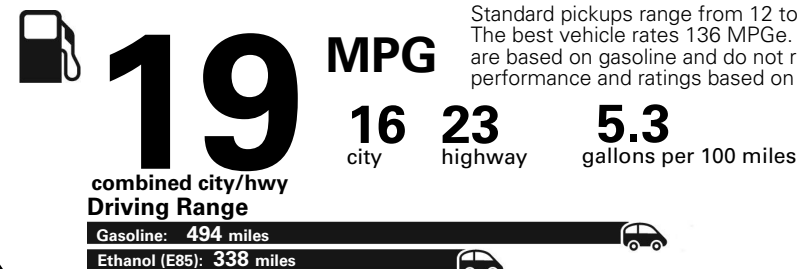 Standard pickups range from 12 to
The best vehicle rates 136 MPGe.
are based on gasoline and do not r
performance and ratings based on
19 MPG
16 city
23 highway
5.3 gallons per 100 miles
combined city/hwy
Driving Range
Gasoline: 494 miles
Ethanol (E85): 338 miles